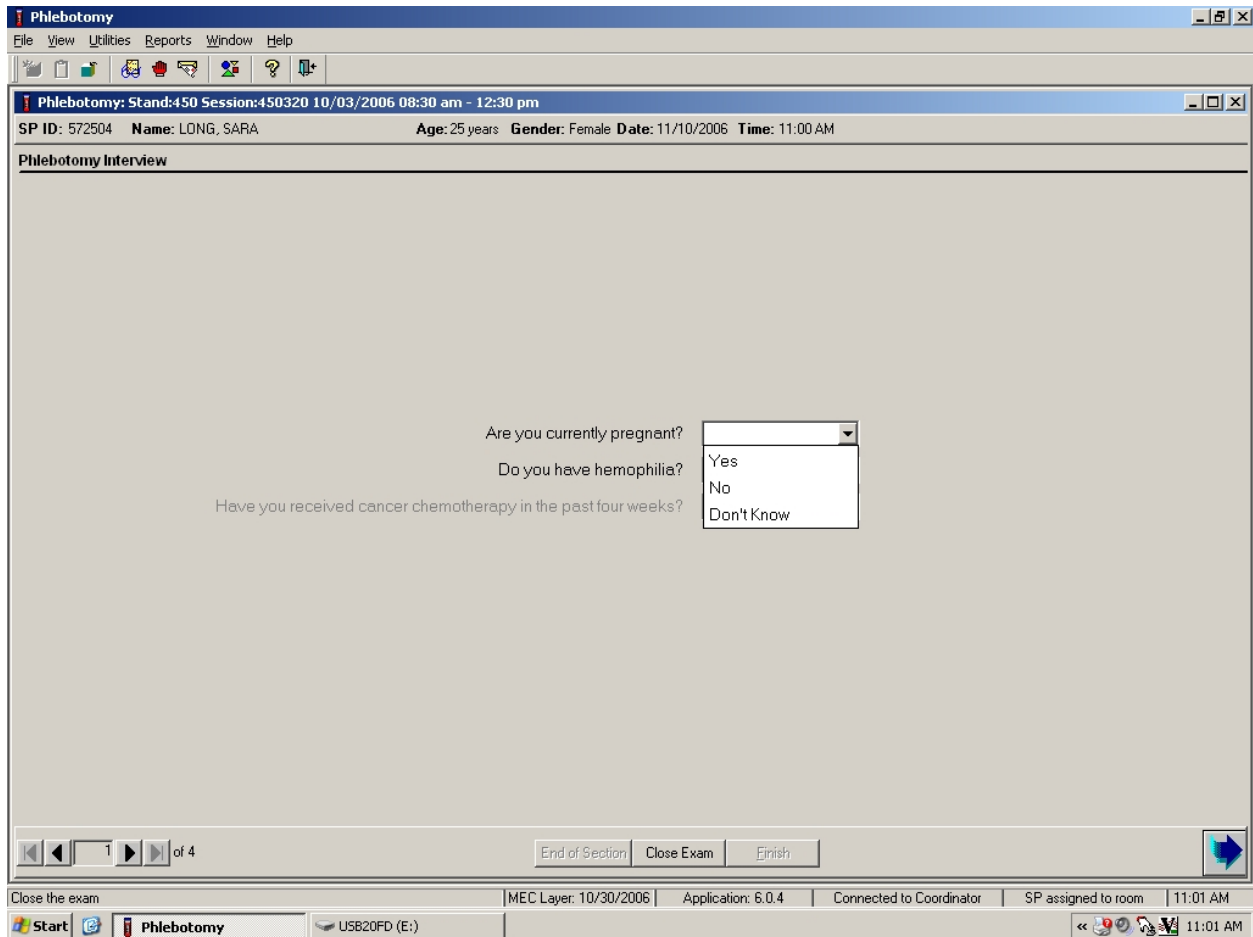 Phlebotomy
File View Utilities Reports Window Help
Phlebotomy: Stand:450 Session:450320 10/03/2006 08:30 am - 12:30 pm
SP ID: 572504 Name: LONG, SARA Age: 25 years Gender: Female Date: 11/10/2006 Time: 11:00 AM
Phlebotomy Interview
Are you currently pregnant?
Yes
Do you have hemophilia?
No
Have you received cancer chemotherapy in the past four weeks?
Don't Know
1 of 4 End of Section Close Exam Finish
Close the exam MEC Layer: 10/30/2006 Application: 6.0.4 Connected to Coordinator SP assigned to room 11:01 AM
Start Phlebotomy USB20FD (E:) « 11:01 AM